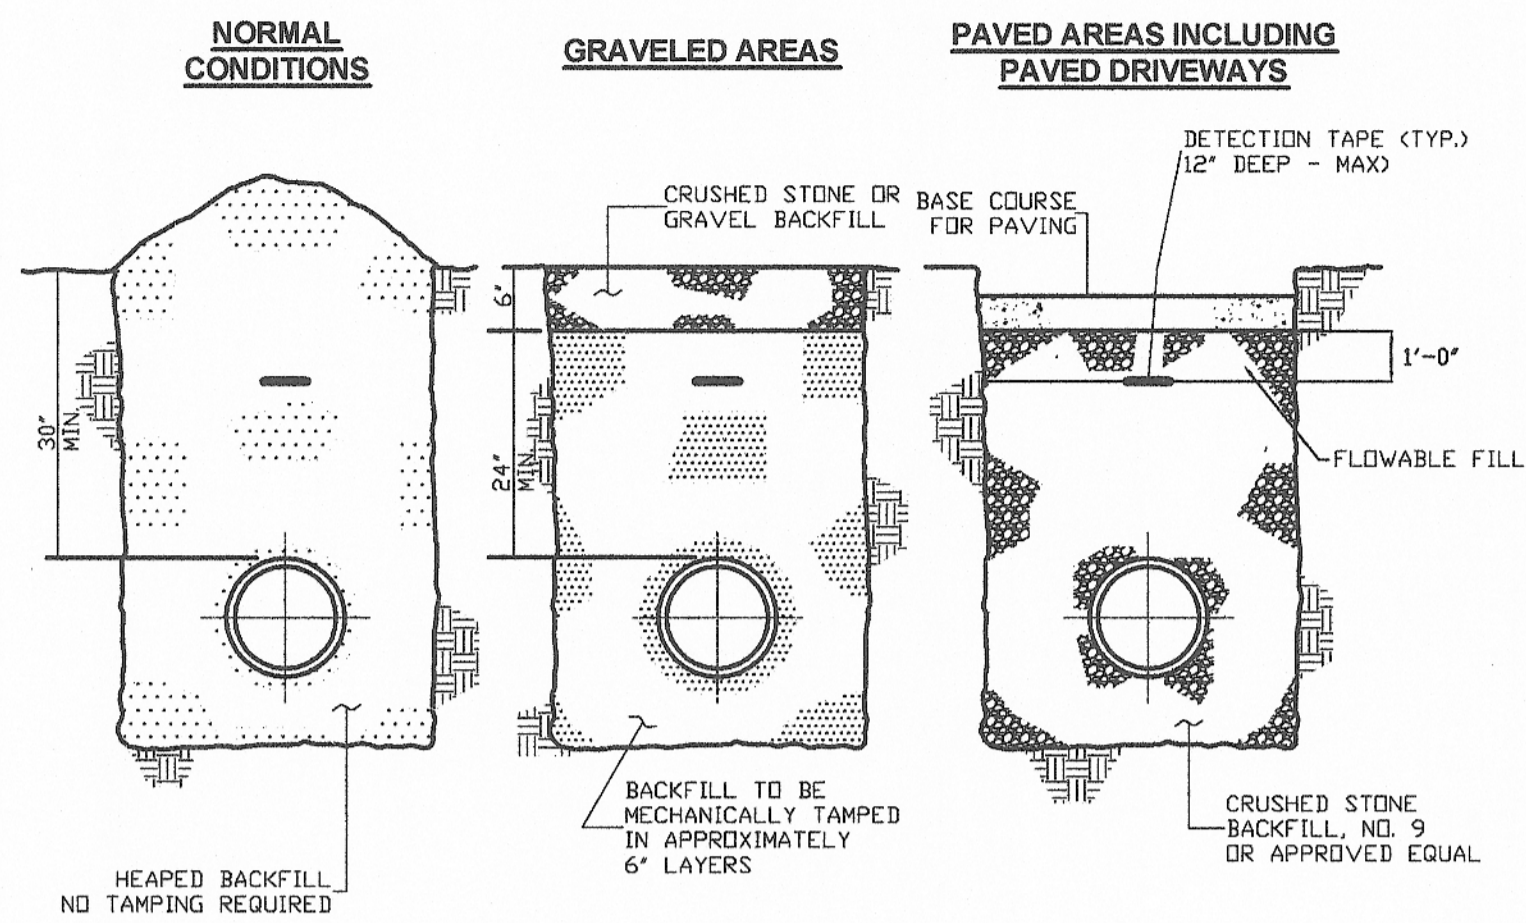 NORMAL
CONDITIONS
GRAVELED AREAS
PAVED AREAS INCLUDING
PAVED DRIVEWAYS
DETECTION TAPE (TYP.)
12" DEEP - MAX)
CRUSHED STONE OR
GRAVEL BACKFILL
BASE COURSE
FOR PAVING
6"
1'-0"
30"
MIN.
24"
MIN.
FLOWABLE FILL
BACKFILL TO BE
MECHANICALLY TAMPED
IN APPROXIMATELY
6" LAYERS
CRUSHED STONE
BACKFILL, NO. 9
OR APPROVED EQUAL
HEAPED BACKFILL
NO TAMPING REQUIRED